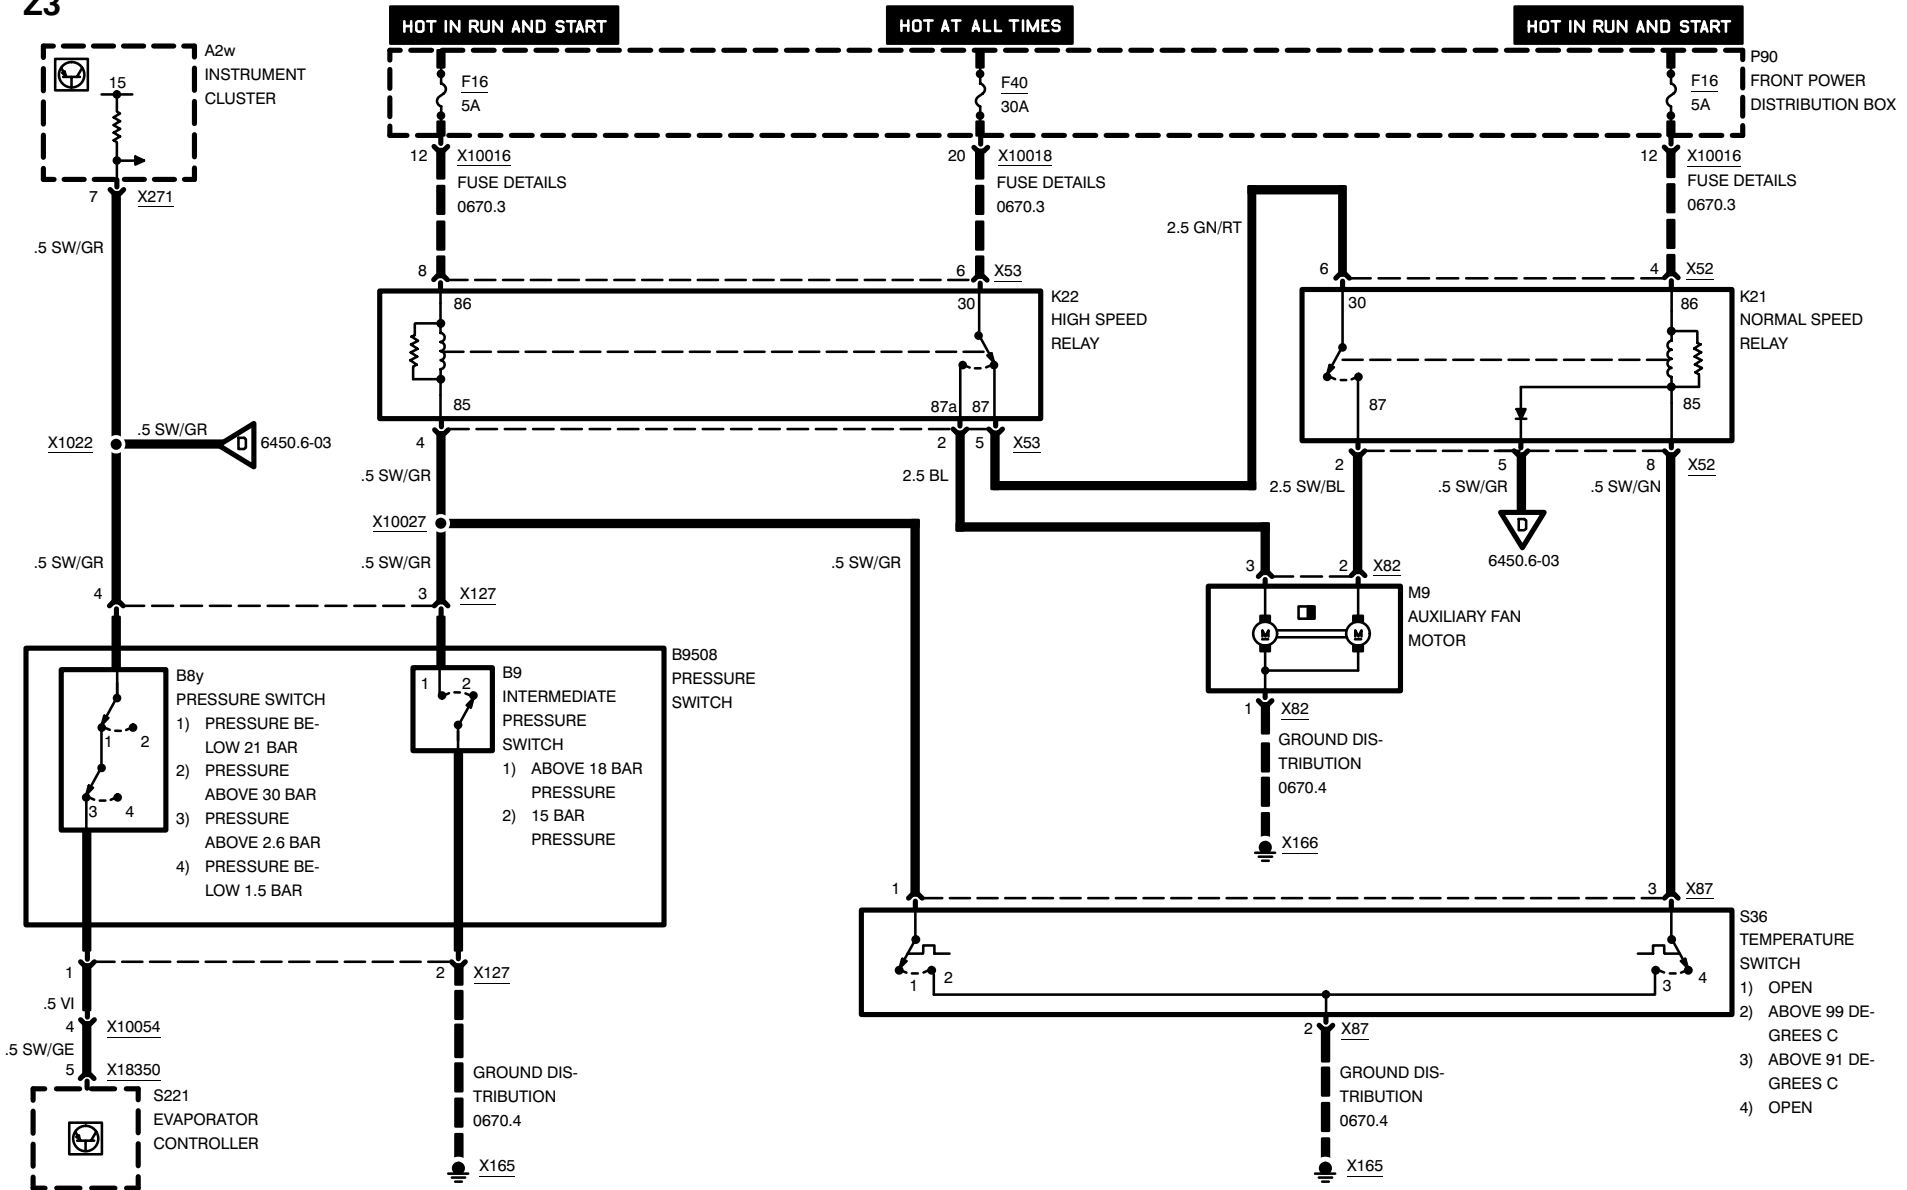 Z3
HOT IN RUN AND START
HOT AT ALL TIMES
HOT IN RUN AND START
A2w
INSTRUMENT
CLUSTER
15
F16
5A
F40
30A
F16
5A
P90
FRONT POWER
DISTRIBUTION BOX
7
X271
12
X10016
FUSE DETAILS
0670.3
20
X10018
FUSE DETAILS
0670.3
12
X10016
FUSE DETAILS
0670.3
.5 SW/GR
2.5 GN/RT
8
6
X53
6
4
X52
86
30
K22
HIGH SPEED
RELAY
85
87a
87
30
86
K21
NORMAL SPEED
RELAY
87
85
X1022
.5 SW/GR
D
6450.6-03
4
2
5
X53
2
5
8
X52
.5 SW/GR
2.5 BL
2.5 SW/BL
.5 SW/GR
.5 SW/GN
X10027
D
6450.6-03
.5 SW/GR
.5 SW/GR
.5 SW/GR
4
3
X127
3
2
X82
M
M
M9
AUXILIARY FAN
MOTOR
1
X82
GROUND DIS-
TRIBUTION
0670.4
X166
B9508
PRESSURE
SWITCH
B8y
PRESSURE SWITCH
1) PRESSURE BE-
LOW 21 BAR
2) PRESSURE
ABOVE 30 BAR
3) PRESSURE
ABOVE 2.6 BAR
4) PRESSURE BE-
LOW 1.5 BAR
1
2
3
4
1
2
B9
INTERMEDIATE
PRESSURE
SWITCH
1) ABOVE 18 BAR
PRESSURE
2) 15 BAR
PRESSURE
1
3
X87
1
2
3
4
S36
TEMPERATURE
SWITCH
1) OPEN
2) ABOVE 99 DE-
GREES C
3) ABOVE 91 DE-
GREES C
4) OPEN
1
2
X127
.5 VI
4
X10054
.5 SW/GE
5
X18350
S221
EVAPORATOR
CONTROLLER
GROUND DIS-
TRIBUTION
0670.4
X165
2
X87
GROUND DIS-
TRIBUTION
0670.4
X165